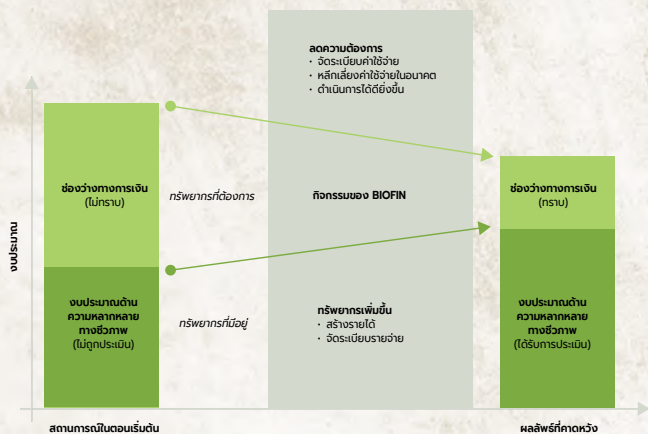 ลดความต้องการ
· จัดระเบียบค่าใช้จ่าย
· หลีกเลี่ยงค่าใช้จ่ายในอนาคต
· ดำเนินการได้ดียิ่งขึ้น
งบประมาณ
ช่องว่างทางการเงิน
(ไม่ทราบ)
ทรัพยากรที่ต้องการ
กิจกรรมของ BIOFIN
ช่องว่างทางการเงิน
(ทราบ)
งบประมาณด้าน
ความหลากหลาย
ทางชีวภาพ
(ไม่ถูกประเมิน)
ทรัพยากรที่มีอยู่
ทรัพยากรเพิ่มขึ้น
· สร้างรายได้
· จัดระเบียบรายจ่าย
งบประมาณด้าน
ความหลากหลาย
ทางชีวภาพ
(ได้รับการประเมิน)
สถานการณ์ในตอนเริ่มต้น
ผลลัพธ์ที่คาดหวัง